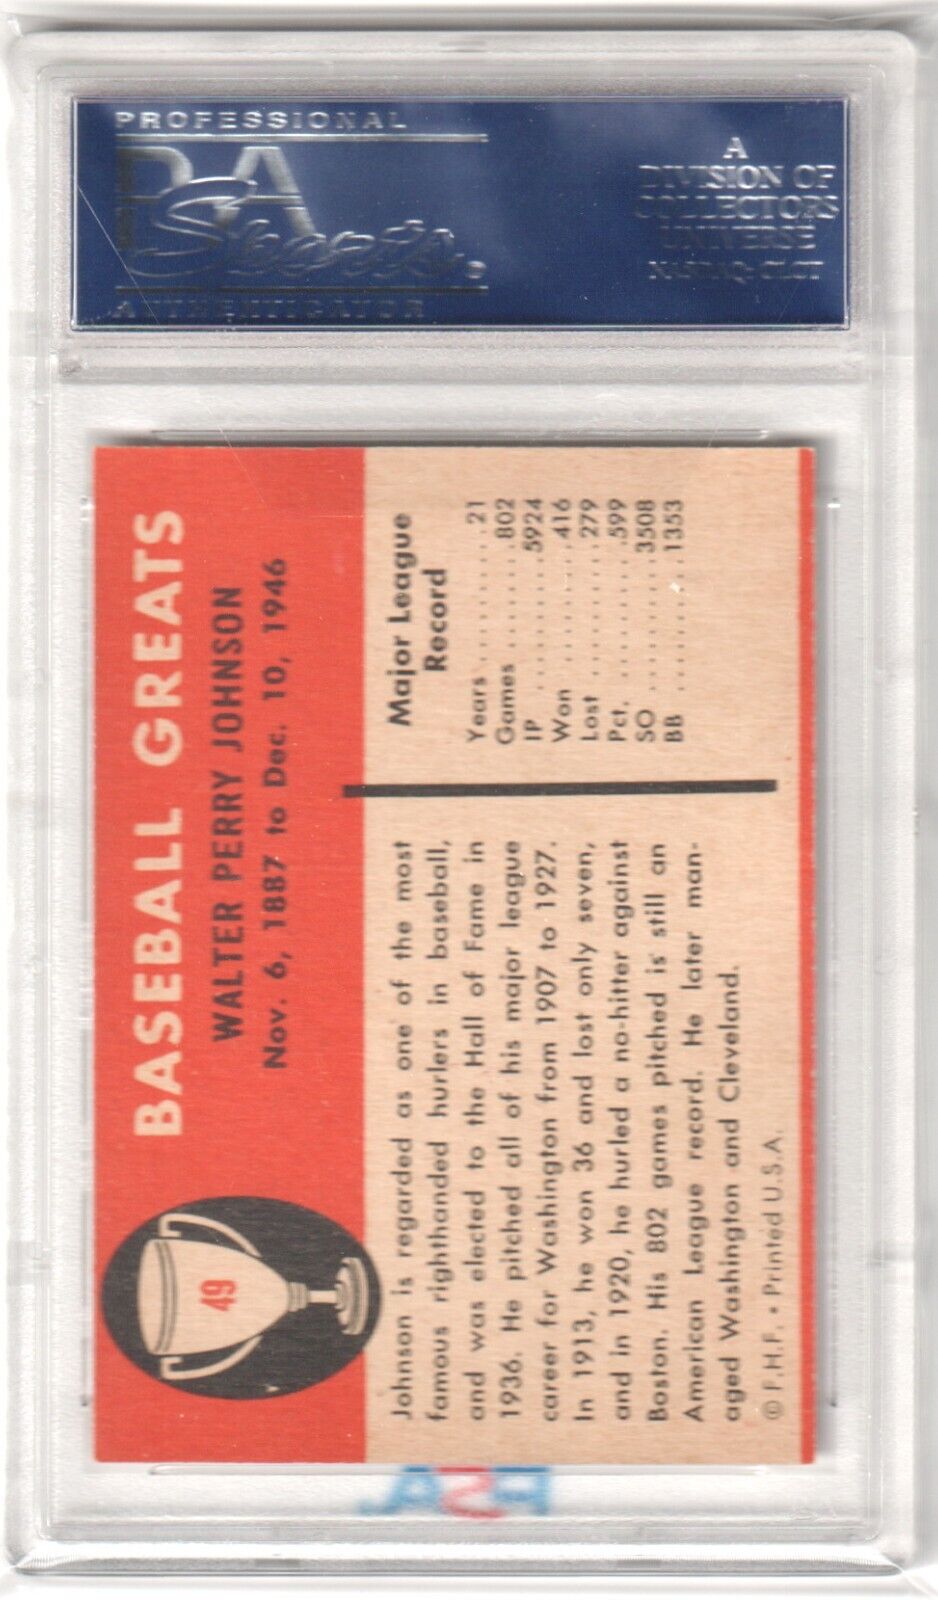 PROFESSIONAL
PSA
Sports
AUTHENTICATOR
A
DIVISION OF
COLLECTORS
UNIVERSE
NASDAQ-CLCT
49
BASEBALL GREATS
WALTER PERRY JOHNSON
Nov. 6, 1887 to Dec. 10, 1946
Johnson is regarded as one of the most
famous righthanded hurlers in baseball,
and was elected to the Hall of Fame in
1936. He pitched all of his major league
career for Washington from 1907 to 1927.
In 1913, he won 36 and lost only seven,
and in 1920, he hurled a no-hitter against
Boston. His 802 games pitched is still an
American League record. He later man-
aged Washington and Cleveland.
© F.H.F. • Printed U.S.A.
Major League
Record
Years ........ 21
Games ........ 802
IP ........ 5924
Won ........ 416
Lost ........ 279
Pct. ........ .599
SO ........ 3508
BB ........ 1353
PSA